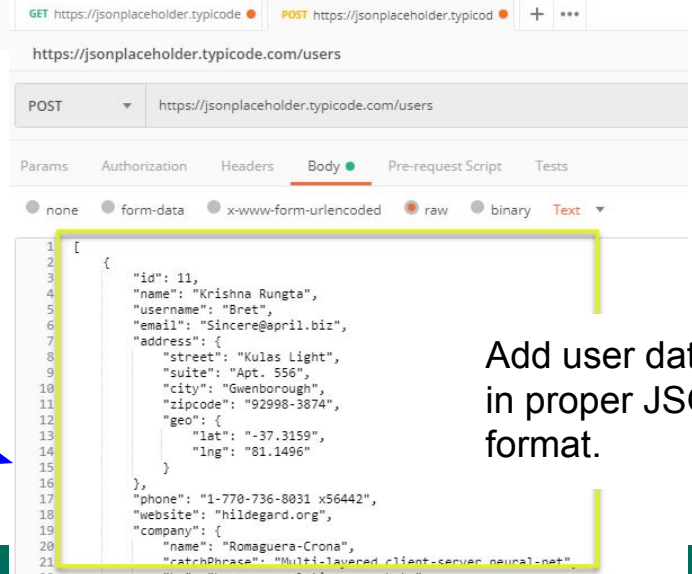 GET https://jsonplaceholder.typicode
POST https://jsonplaceholder.typicod
+ •••
https://jsonplaceholder.typicode.com/users
POST https://jsonplaceholder.typicode.com/users
Params Authorization Headers Body Pre-request Script Tests
none form-data x-www-form-urlencoded raw binary Text
1 [
2 {
3 "id": 11,
4 "name": "Krishna Rungta",
5 "username": "Bret",
6 "email": "Sincere@april.biz",
7 "address": {
8 "street": "Kulas Light",
9 "suite": "Apt. 556",
10 "city": "Gwenborough",
11 "zipcode": "92998-3874",
12 "geo": {
13 "lat": "-37.3159",
14 "lng": "81.1496"
15 }
16 },
17 "phone": "1-770-736-8031 x56442",
18 "website": "hildegard.org",
19 "company": {
20 "name": "Romaguera-Crona",
21 "catchPhrase": "Multi-layered client-server neural-net",
Add user dat
in proper JS
format.